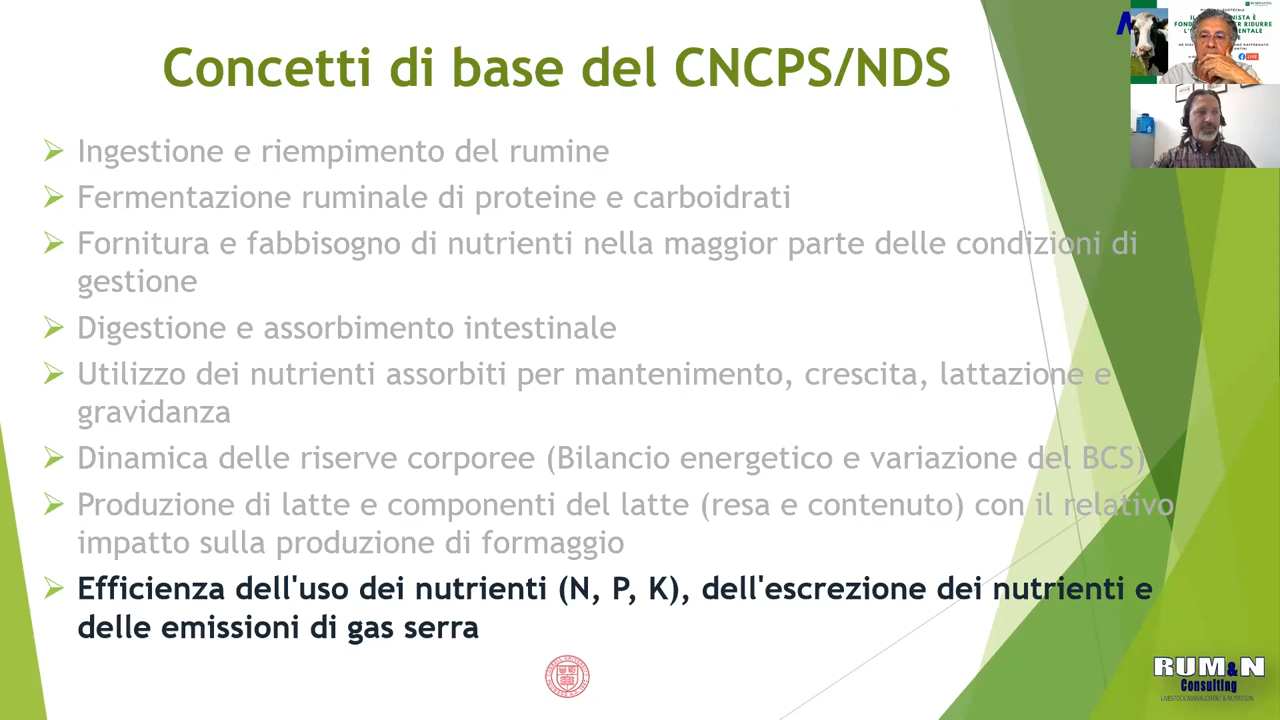 Concetti di base del CNCPS/NDS
Ingestione e riempimento del rumine
Fermentazione ruminale di proteine e carboidrati
Fornitura e fabbisogno di nutrienti nella maggior parte delle condizioni di
gestione
Digestione e assorbimento intestinale
Utilizzo dei nutrienti assorbiti per mantenimento, crescita, lattazione e
gravidanza
Dinamica delle riserve corporee (Bilancio energetico e variazione del BCS)
Produzione di latte e componenti del latte (resa e contenuto) con il relativo
impatto sulla produzione di formaggio
Efficienza dell'uso dei nutrienti (N, P, K), dell'escrezione dei nutrienti e
delle emissioni di gas serra
RUM&N
Consulting
LIVESTOCK MANAGEMENT & NUTRITION